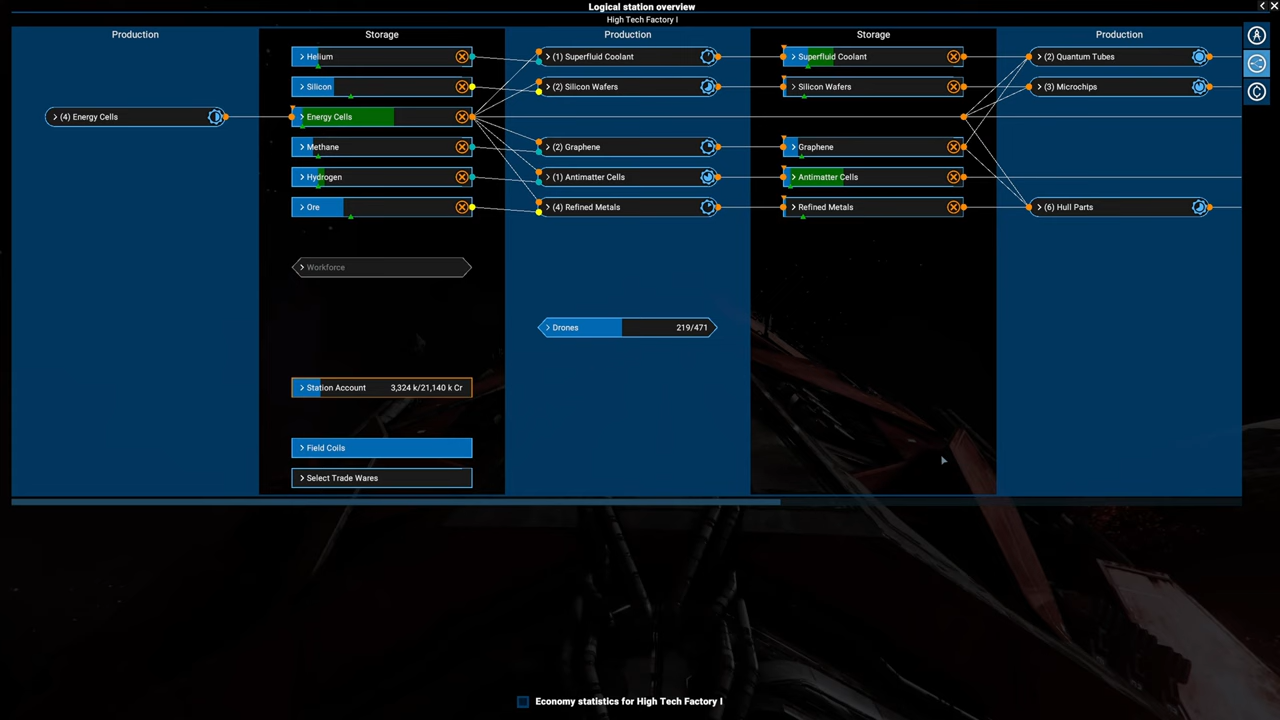 Logical station overview
High Tech Factory I
Production
Storage
Production
Storage
Production
Helium
(1) Superfluid Coolant
Superfluid Coolant
(2) Quantum Tubes
Silicon
(2) Silicon Wafers
Silicon Wafers
(3) Microchips
(4) Energy Cells
Energy Cells
Methane
(2) Graphene
Graphene
Hydrogen
(1) Antimatter Cells
Antimatter Cells
Ore
(4) Refined Metals
Refined Metals
(6) Hull Parts
Workforce
Drones 219/471
Station Account 3,324 k/21,140 k Cr
Field Coils
Select Trade Wares
Economy statistics for High Tech Factory I